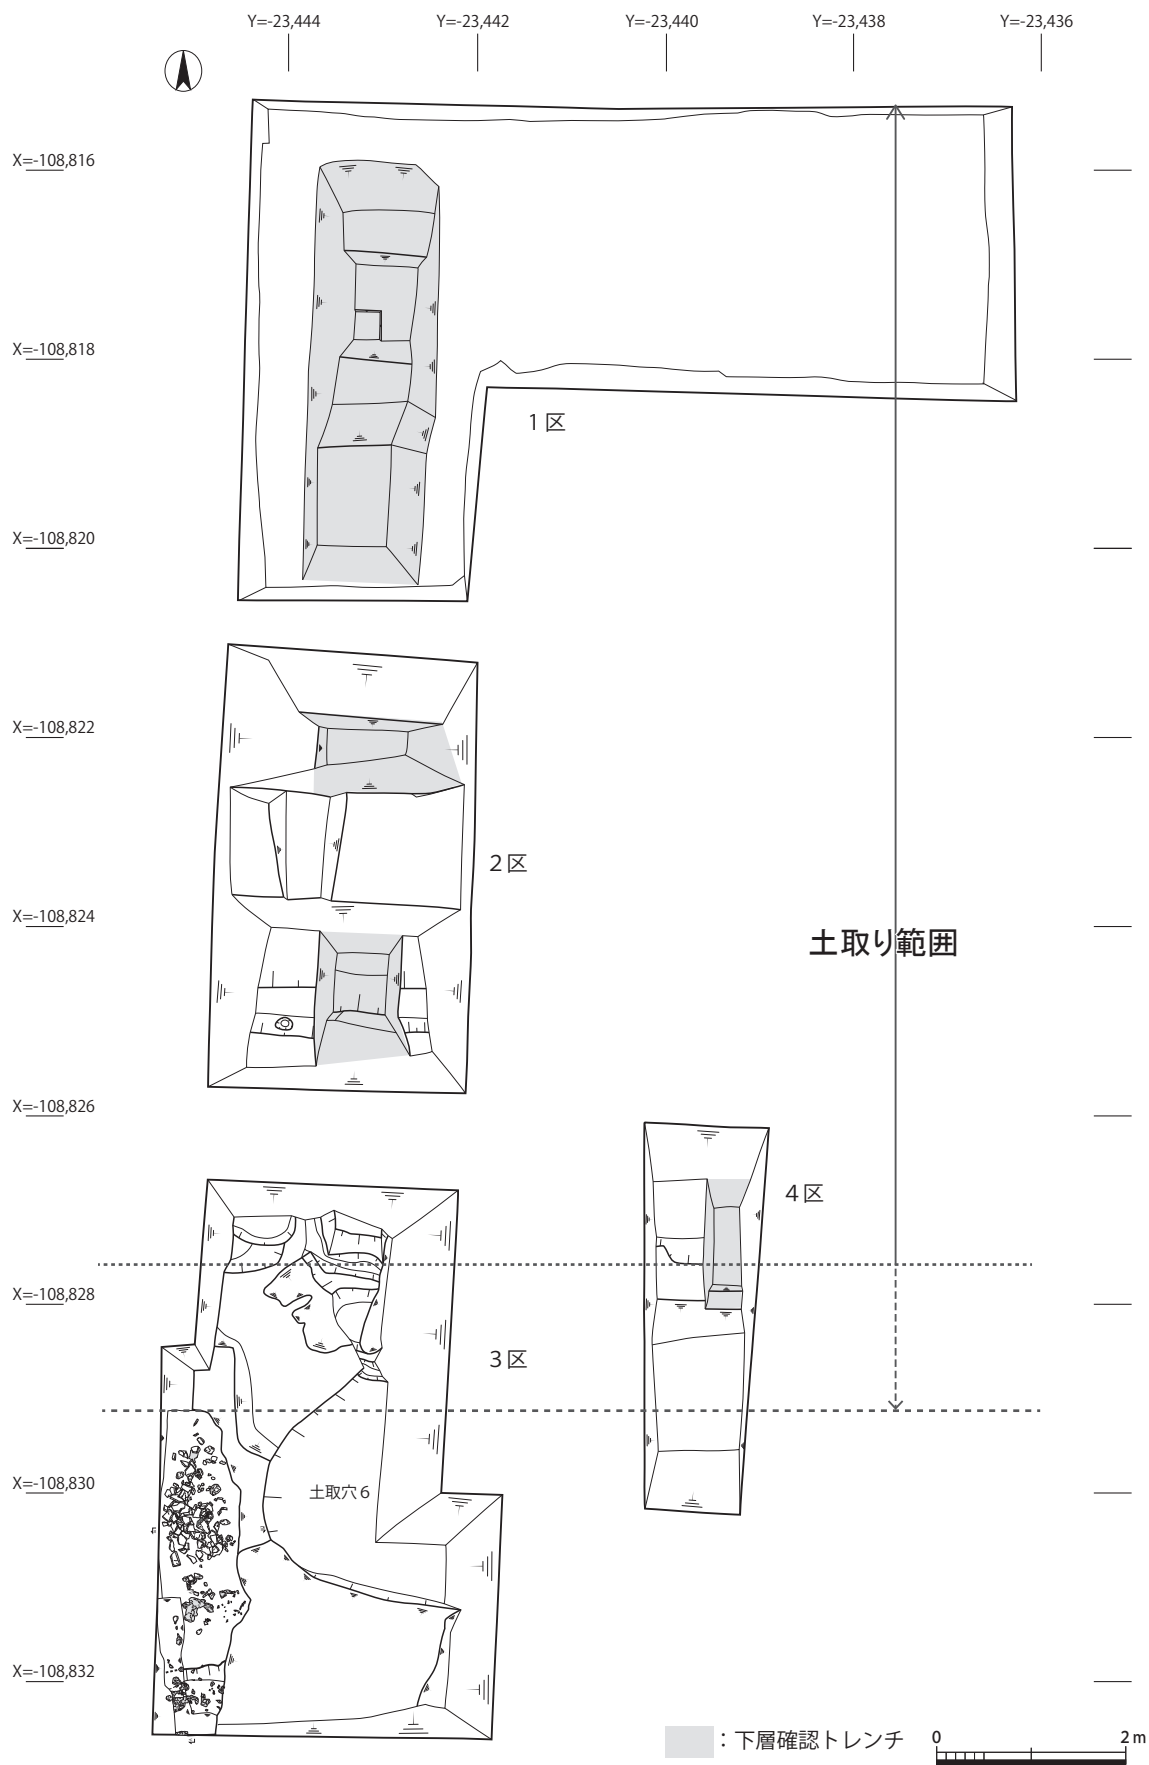 Y=-23,444 Y=-23,442 Y=-23,440 Y=-23,438 Y=-23,436
X=-108,816
X=-108,818
1区
X=-108,820
X=-108,822
2区
X=-108,824
土取り範囲
X=-108,826
4区
X=-108,828
3区
X=-108,830
土取穴6
X=-108,832
：下層確認トレンチ
0 2 m